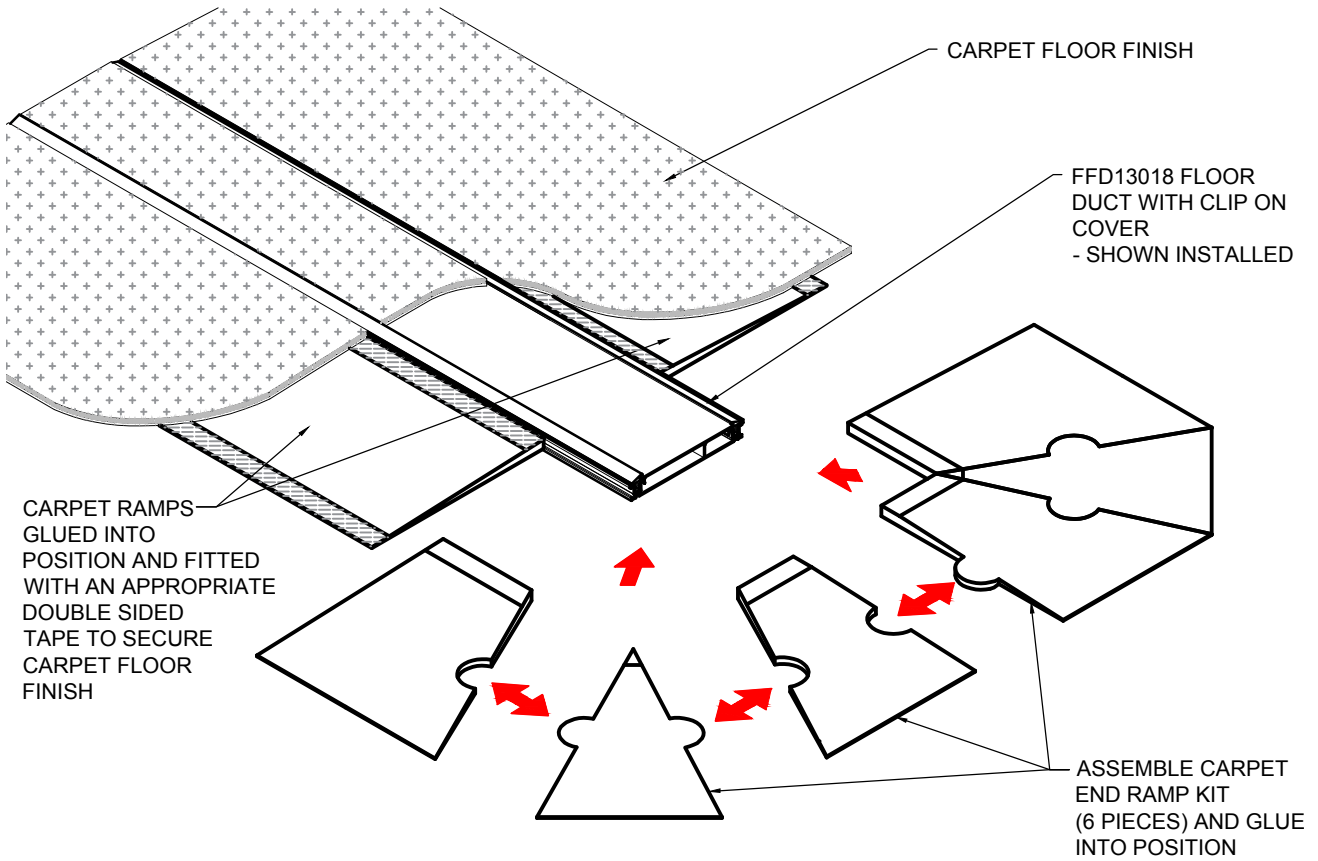 CARPET FLOOR FINISH
FFD13018 FLOOR
DUCT WITH CLIP ON
COVER
- SHOWN INSTALLED
CARPET RAMPS
GLUED INTO
POSITION AND FITTED
WITH AN APPROPRIATE
DOUBLE SIDED
TAPE TO SECURE
CARPET FLOOR
FINISH
ASSEMBLE CARPET
END RAMP KIT
(6 PIECES) AND GLUE
INTO POSITION